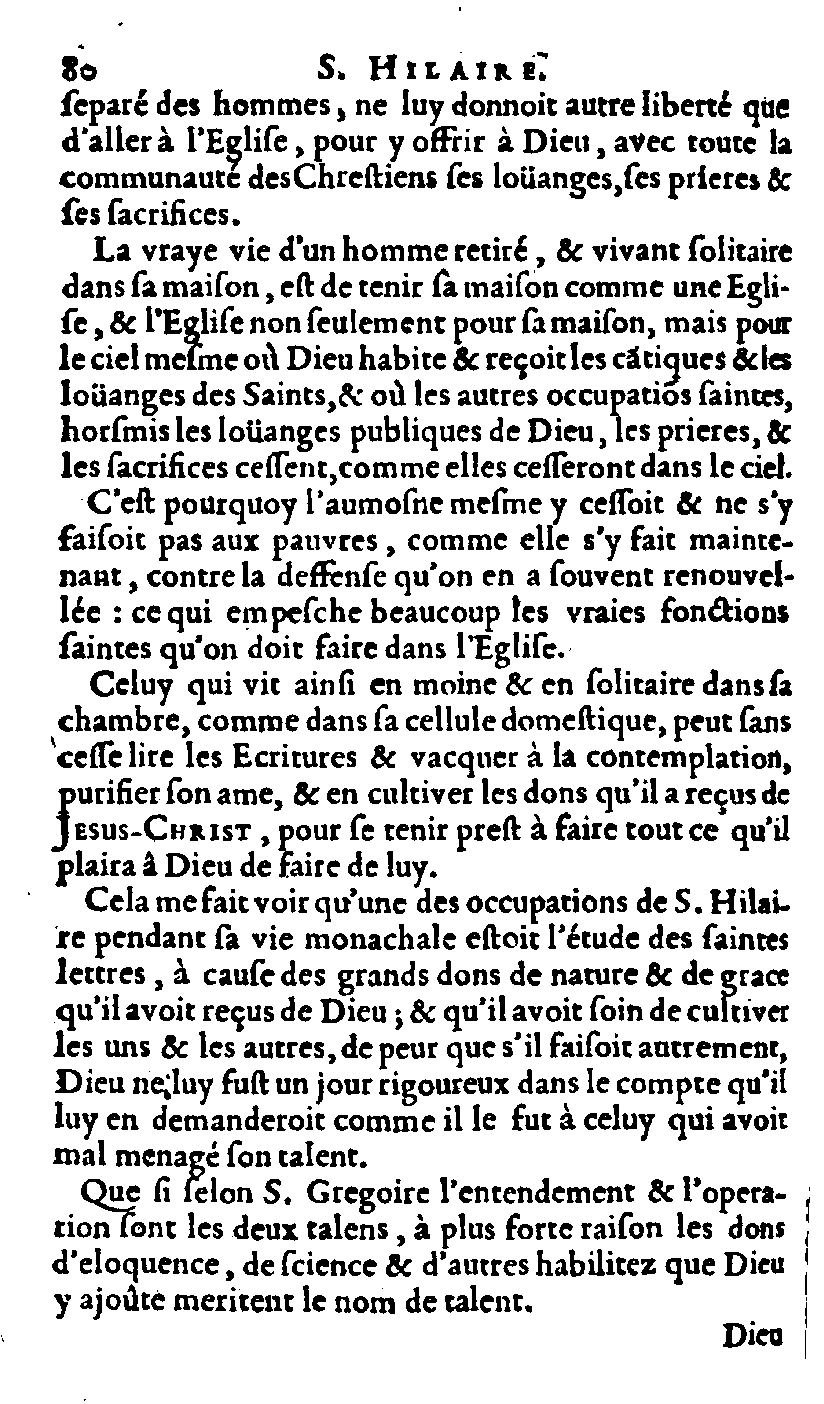 80 S. HILAIRE.
ſeparé des hommes, ne luy donnoit autre liberté que
d'aller à l'Egliſe, pour y offrir à Dieu, avec toute la
communauté des Chreſtiens ſes loüanges, ſes prieres &
ſes ſacrifices.
La vraye vie d'un homme retiré, & vivant ſolitaire
dans ſa maiſon, eſt de tenir ſa maiſon comme une Egli-
ſe, & l'Egliſe non ſeulement pour ſa maiſon, mais pour
le ciel meſme où Dieu habite & reçoit les cãtiques & les
loüanges des Saints, & où les autres occupatiõs ſaintes,
horſmis les loüanges publiques de Dieu, les prieres, &
les ſacrifices ceſſent, comme elles ceſſeront dans le ciel.
C'eſt pourquoy l'aumoſne meſme y ceſſoit & ne s'y
faiſoit pas aux pauvres, comme elle s'y fait mainte-
nant, contre la deffenſe qu'on en a ſouvent renouvel-
lée : ce qui empeſche beaucoup les vraies fonctions
ſaintes qu'on doit faire dans l'Egliſe.
Celuy qui vit ainſi en moine & en ſolitaire dans ſa
chambre, comme dans ſa cellule domeſtique, peut ſans
ceſſe lire les Ecritures & vacquer à la contemplation,
purifier ſon ame, & en cultiver les dons qu'il a reçus de
JESUS-CHRIST, pour ſe tenir preſt à faire tout ce qu'il
plaira à Dieu de faire de luy.
Cela me fait voir qu'une des occupations de S. Hilai-
re pendant ſa vie monachale eſtoit l'étude des ſaintes
lettres, à cauſe des grands dons de nature & de grace
qu'il avoit reçus de Dieu ; & qu'il avoit ſoin de cultiver
les uns & les autres, de peur que s'il faiſoit autrement,
Dieu ne luy fuſt un jour rigoureux dans le compte qu'il
luy en demanderoit comme il le fut à celuy qui avoit
mal menagé ſon talent.
Que ſi ſelon S. Gregoire l'entendement & l'opera-
tion ſont les deux talens, à plus forte raiſon les dons
d'eloquence, de ſcience & d'autres habilitez que Dieu
y ajoûte meritent le nom de talent.
Dieu